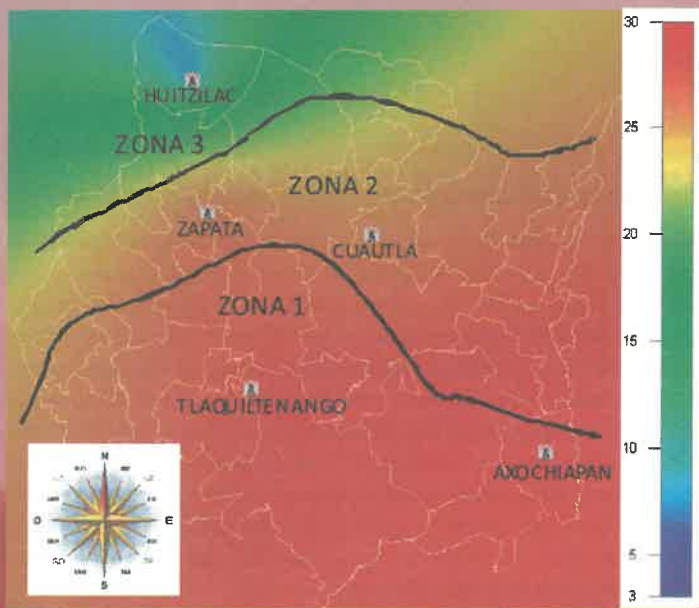 HUITZILAC
ZONA 3
ZONA 2
ZAPATA
CUAUTLA
ZONA 1
TLAQUILTENANGO
AXOCHIAPAN
N
O
E
S
30
25
20
15
10
5
3